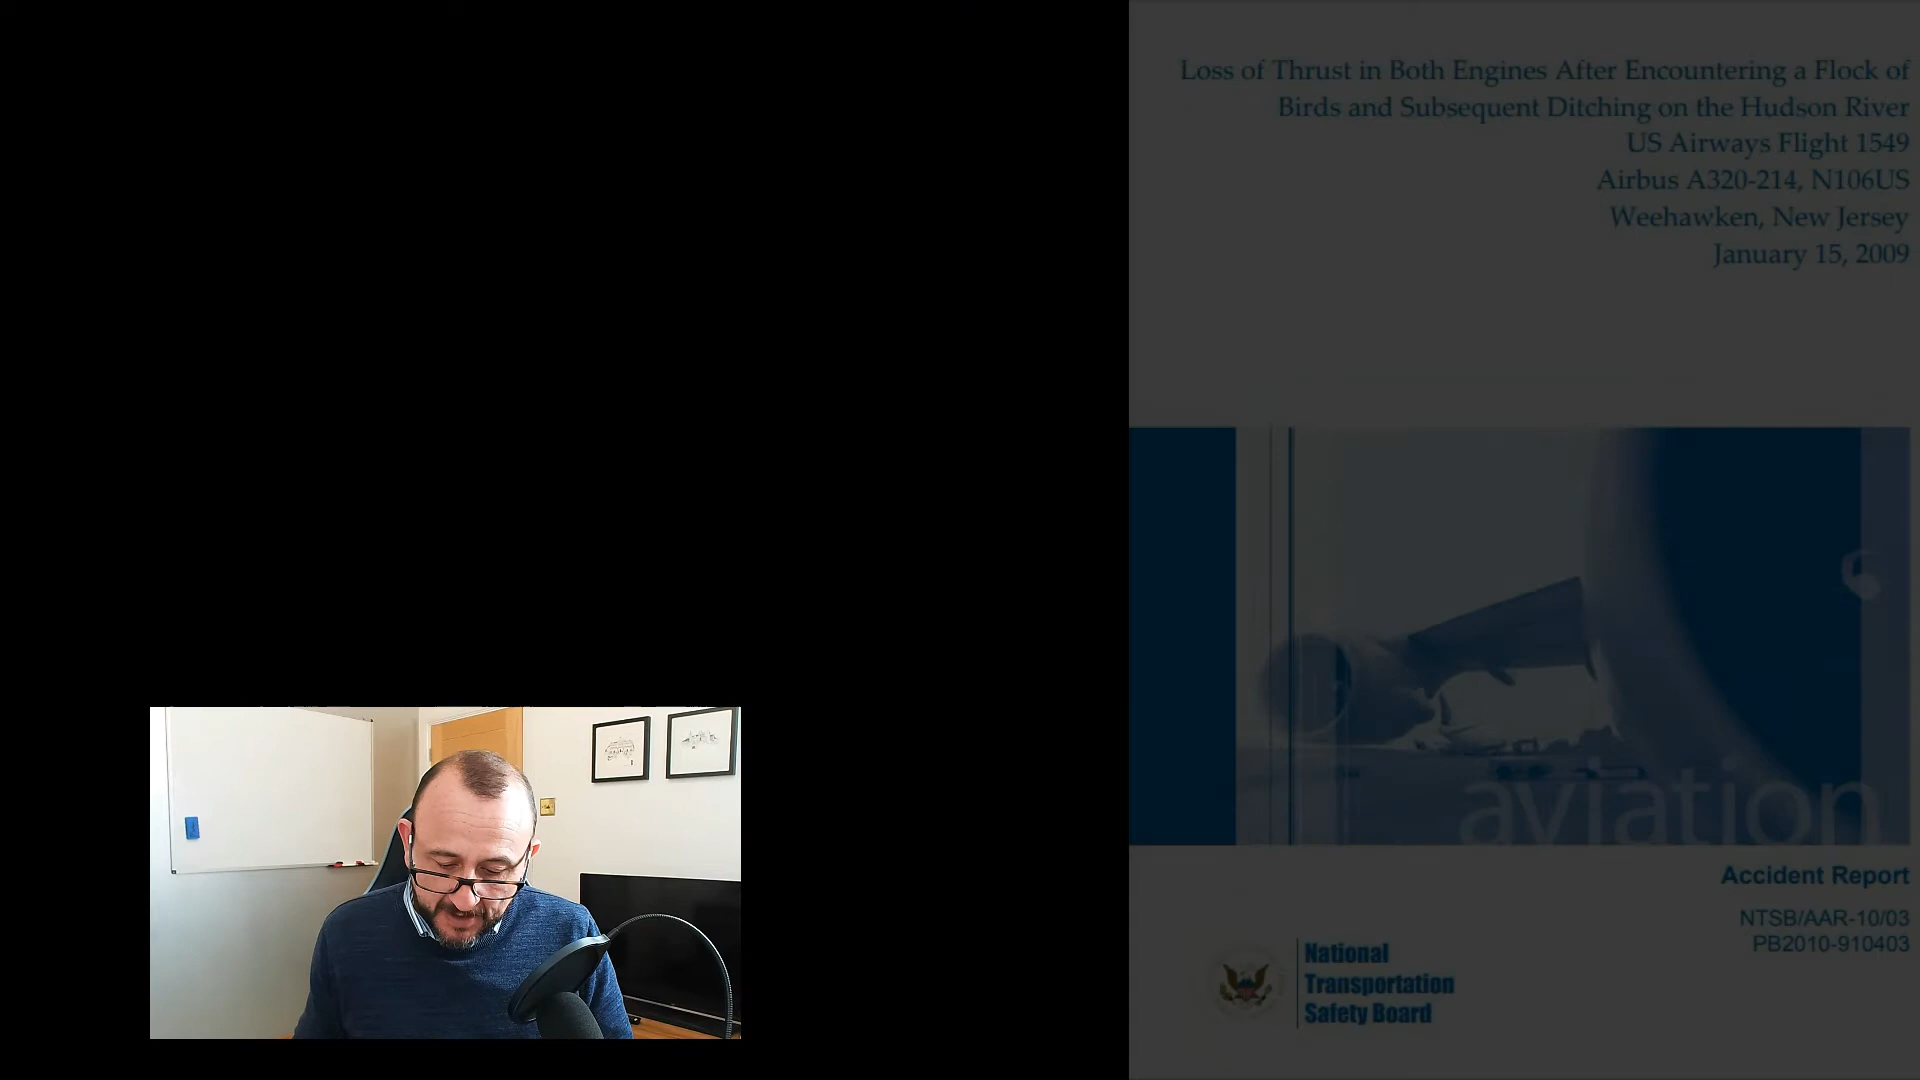 Loss of Thrust in Both Engines After Encountering a Flock of
Birds and Subsequent Ditching on the Hudson River
US Airways Flight 1549
Airbus A320-214, N106US
Weehawken, New Jersey
January 15, 2009
aviation
Accident Report
NTSB/AAR-10/03
PB2010-910403
National
Transportation
Safety Board